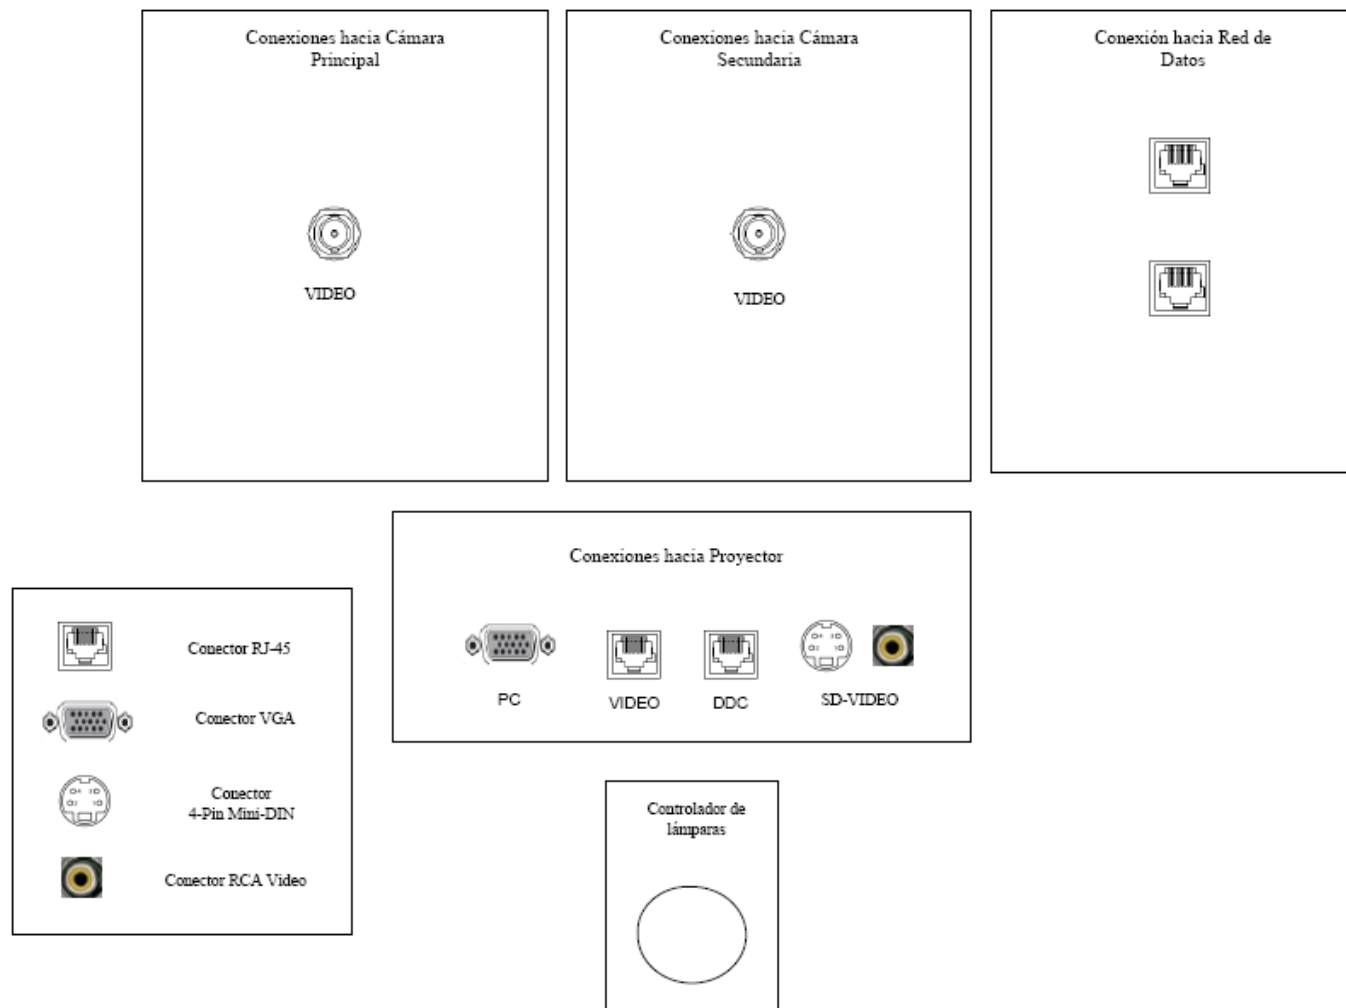 Conexiones hacia Cámara
Principal
VIDEO
Conexiones hacia Cámara
Secundaria
VIDEO
Conexión hacia Red de
Datos
Conexiones hacia Proyector
PC
VIDEO
DDC
SD-VIDEO
Conector RJ-45
Conector VGA
Conector
4-Pin Mini-DIN
Conector RCA Video
Controlador de
lámparas